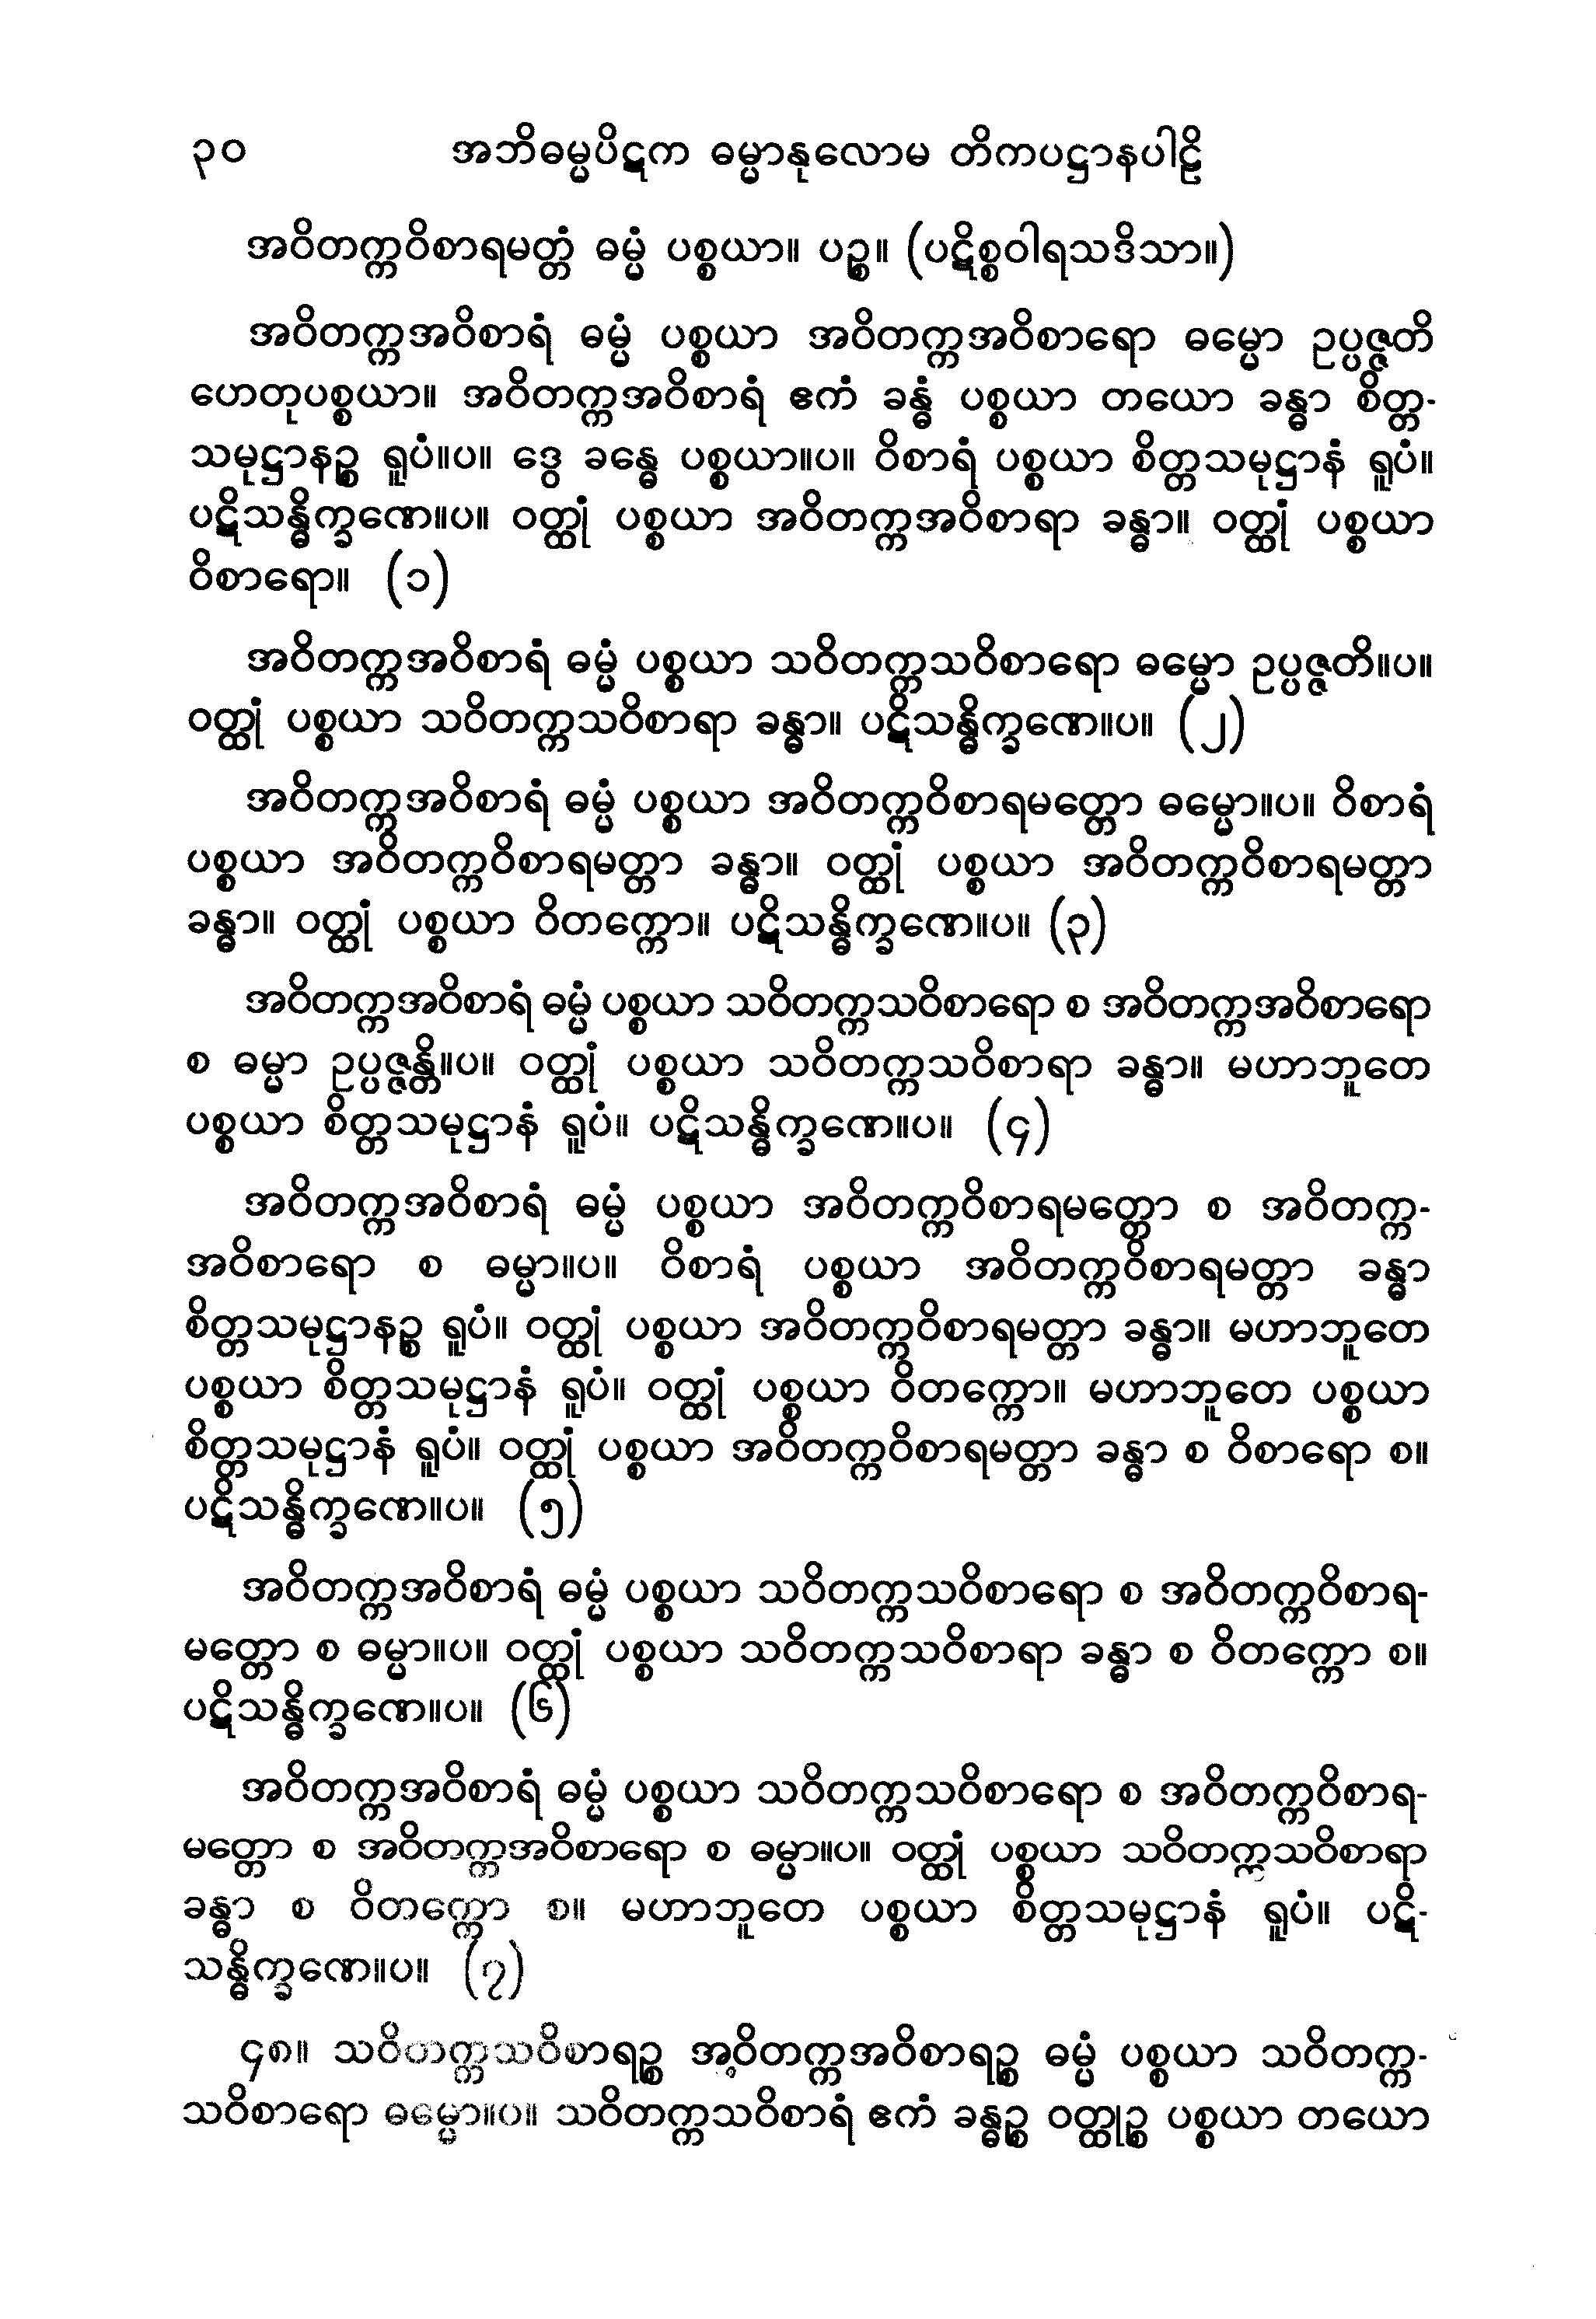 ၃၀ အဘိဓမ္မပိဋက ဓမ္မာနုလောမ တိကပဋ္ဌာနပါဠိ
အဝိတက္ကဝိစာရမတ္တံ ဓမ္မံ ပစ္စယာ။ ပဉ္စ။ (ပဋိစ္စဝါရသဒိသာ။)
အဝိတက္ကအဝိစာရံ ဓမ္မံ ပစ္စယာ အဝိတက္ကအဝိစာရော ဓမ္မော ဥပ္ပဇ္ဇတိ
ဟေတုပစ္စယာ။ အဝိတက္ကအဝိစာရံ ဧကံ ခန္ဓံ ပစ္စယာ တယော ခန္ဓာ စိတ္တ-
သမုဋ္ဌာနဉ္စ ရူပံ။ပ။ ဒွေ ခန္ဓေ ပစ္စယာ။ပ။ ဝိစာရံ ပစ္စယာ စိတ္တသမုဋ္ဌာနံ ရူပံ။
ပဋိသန္ဓိက္ခဏေ။ပ။ ဝတ္ထုံ ပစ္စယာ အဝိတက္ကအဝိစာရာ ခန္ဓာ။ ဝတ္ထုံ ပစ္စယာ
ဝိစာရော။ (၁)
အဝိတက္ကအဝိစာရံ ဓမ္မံ ပစ္စယာ သဝိတက္ကသဝိစာရော ဓမ္မော ဥပ္ပဇ္ဇတိ။ပ။
ဝတ္ထုံ ပစ္စယာ သဝိတက္ကသဝိစာရာ ခန္ဓာ။ ပဋိသန္ဓိက္ခဏေ။ပ။ (၂)
အဝိတက္ကအဝိစာရံ ဓမ္မံ ပစ္စယာ အဝိတက္ကဝိစာရမတ္တော ဓမ္မော။ပ။ ဝိစာရံ
ပစ္စယာ အဝိတက္ကဝိစာရမတ္တာ ခန္ဓာ။ ဝတ္ထုံ ပစ္စယာ အဝိတက္ကဝိစာရမတ္တာ
ခန္ဓာ။ ဝတ္ထုံ ပစ္စယာ ဝိတက္ကော။ ပဋိသန္ဓိက္ခဏေ။ပ။ (၃)
အဝိတက္ကအဝိစာရံ ဓမ္မံ ပစ္စယာ သဝိတက္ကသဝိစာရော စ အဝိတက္ကအဝိစာရော
စ ဓမ္မာ ဥပ္ပဇ္ဇန္တိ။ပ။ ဝတ္ထုံ ပစ္စယာ သဝိတက္ကသဝိစာရာ ခန္ဓာ။ မဟာဘူတေ
ပစ္စယာ စိတ္တသမုဋ္ဌာနံ ရူပံ။ ပဋိသန္ဓိက္ခဏေ။ပ။ (၄)
အဝိတက္ကအဝိစာရံ ဓမ္မံ ပစ္စယာ အဝိတက္ကဝိစာရမတ္တော စ အဝိတက္က-
အဝိစာရော စ ဓမ္မာ။ပ။ ဝိစာရံ ပစ္စယာ အဝိတက္ကဝိစာရမတ္တာ ခန္ဓာ
စိတ္တသမုဋ္ဌာနဉ္စ ရူပံ။ ဝတ္ထုံ ပစ္စယာ အဝိတက္ကဝိစာရမတ္တာ ခန္ဓာ။ မဟာဘူတေ
ပစ္စယာ စိတ္တသမုဋ္ဌာနံ ရူပံ။ ဝတ္ထုံ ပစ္စယာ ဝိတက္ကော။ မဟာဘူတေ ပစ္စယာ
စိတ္တသမုဋ္ဌာနံ ရူပံ။ ဝတ္ထုံ ပစ္စယာ အဝိတက္ကဝိစာရမတ္တာ ခန္ဓာ စ ဝိစာရော စ။
ပဋိသန္ဓိက္ခဏေ။ပ။ (၅)
အဝိတက္ကအဝိစာရံ ဓမ္မံ ပစ္စယာ သဝိတက္ကသဝိစာရော စ အဝိတက္ကဝိစာရ-
မတ္တော စ ဓမ္မာ။ပ။ ဝတ္ထုံ ပစ္စယာ သဝိတက္ကသဝိစာရာ ခန္ဓာ စ ဝိတက္ကော စ။
ပဋိသန္ဓိက္ခဏေ။ပ။ (၆)
အဝိတက္ကအဝိစာရံ ဓမ္မံ ပစ္စယာ သဝိတက္ကသဝိစာရော စ အဝိတက္ကဝိစာရ-
မတ္တော စ အဝိတက္ကအဝိစာရော စ ဓမ္မာ။ပ။ ဝတ္ထုံ ပစ္စယာ သဝိတက္ကသဝိစာရာ
ခန္ဓာ စ ဝိတက္ကော စ။ မဟာဘူတေ ပစ္စယာ စိတ္တသမုဋ္ဌာနံ ရူပံ။ ပဋိ-
သန္ဓိက္ခဏေ။ပ။ (၇)
၄၈။ သဝိတက္ကသဝိစာရဉ္စ အဝိတက္ကအဝိစာရဉ္စ ဓမ္မံ ပစ္စယာ သဝိတက္က-
သဝိစာရော ဓမ္မော။ပ။ သဝိတက္ကသဝိစာရံ ဧကံ ခန္ဓဉ္စ ဝတ္ထုဉ္စ ပစ္စယာ တယော